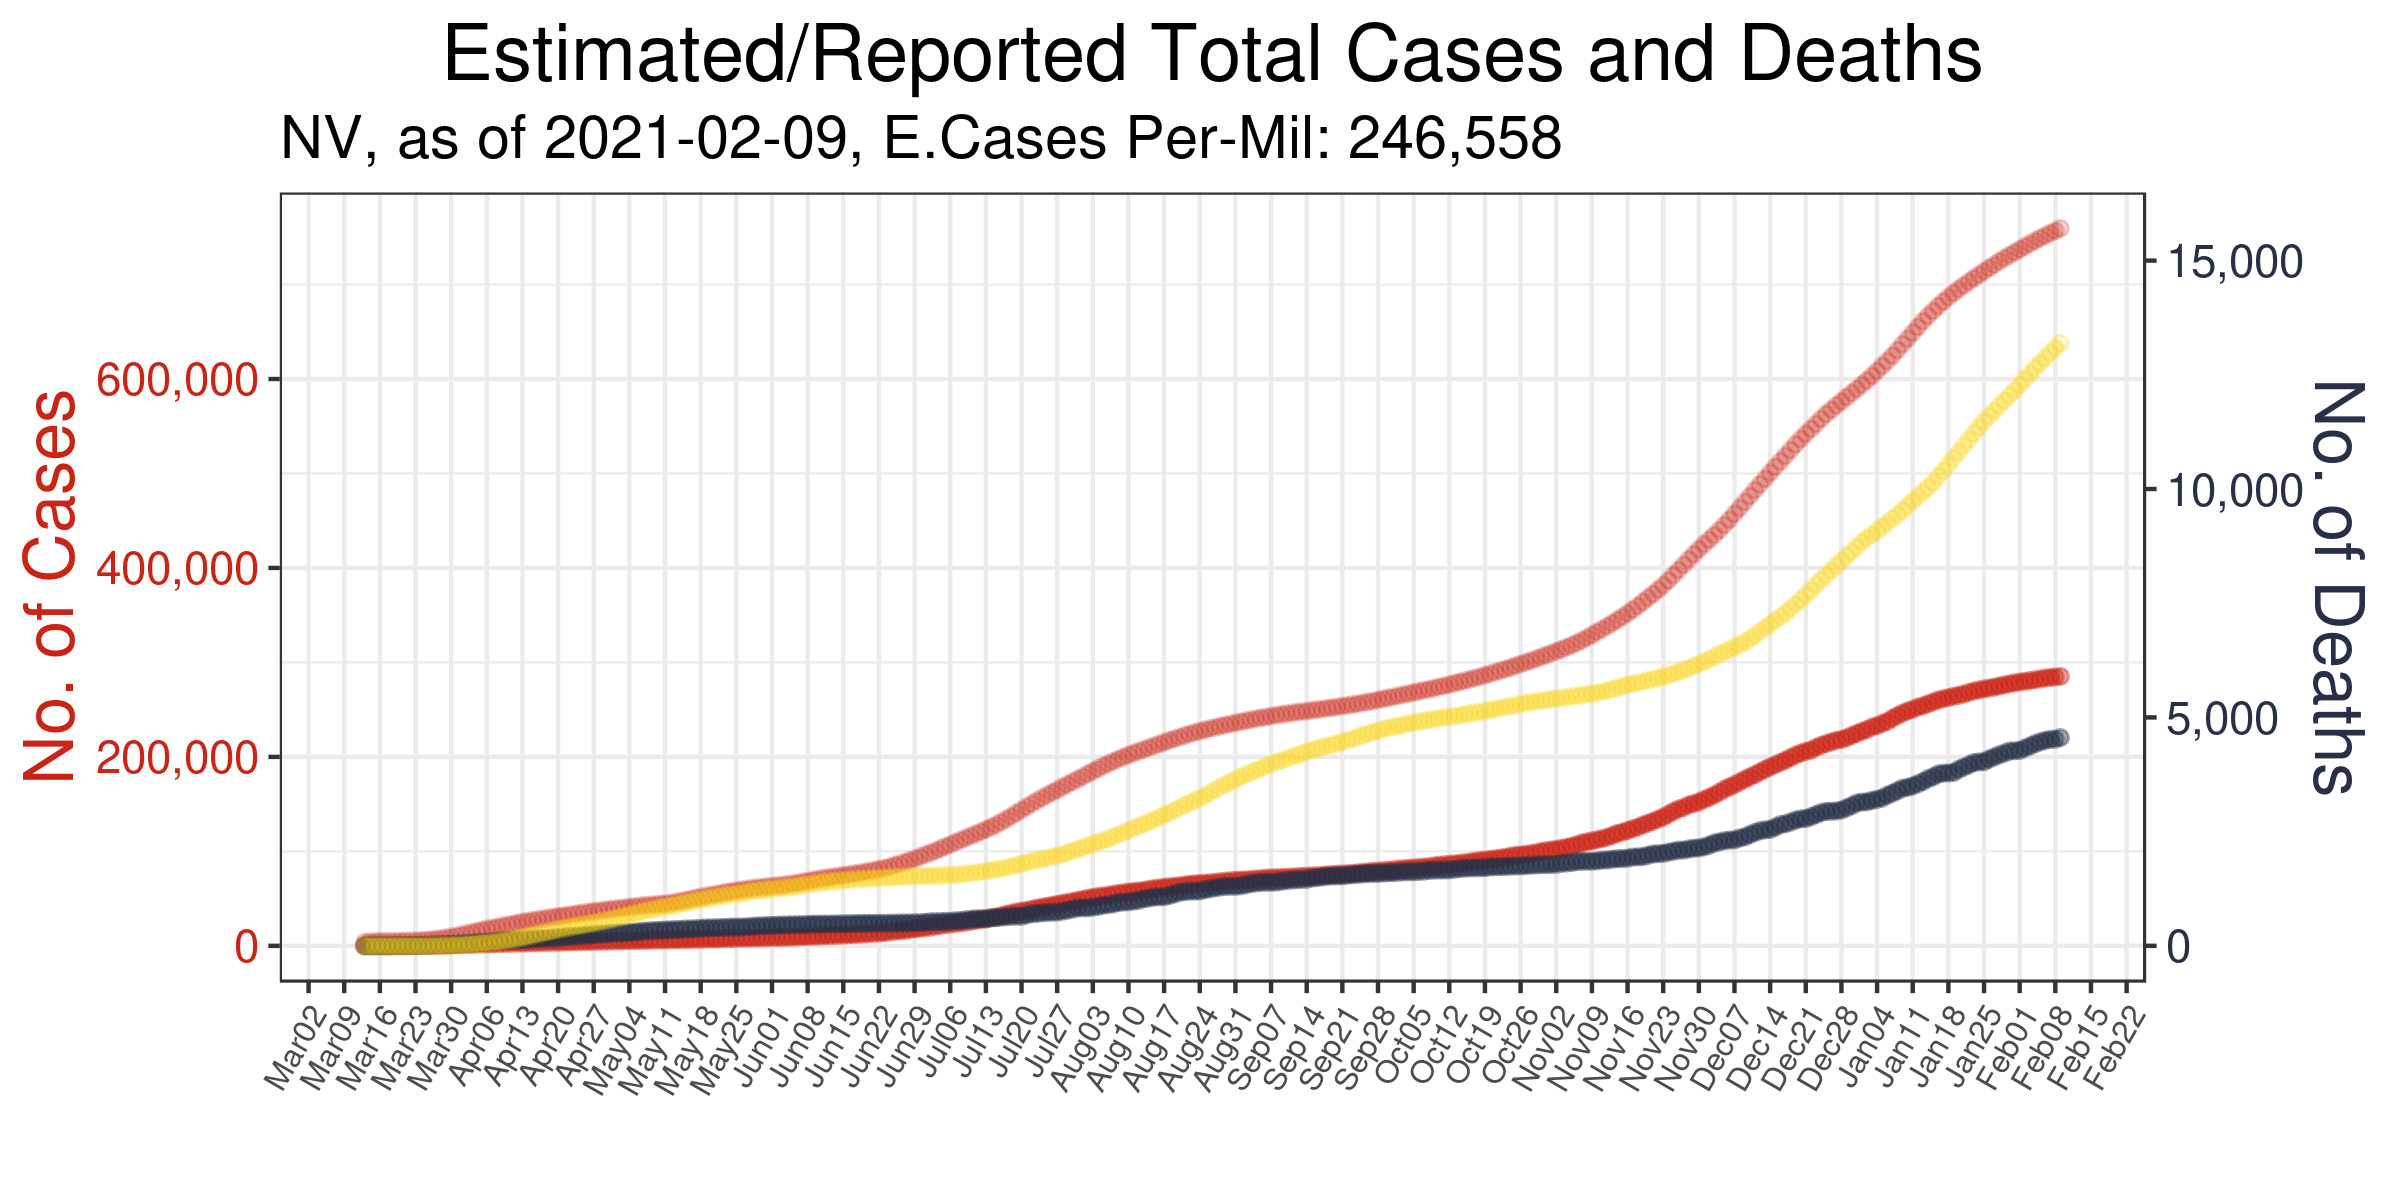 Estimated/Reported Total Cases and Deaths
NV, as of 2021-02-09, E.Cases Per-Mil: 246,558
No. of Cases
600,000
400,000
200,000
0
15,000
10,000
5,000
0
No. of Deaths
Mar02
Mar09
Mar16
Mar23
Mar30
Apr06
Apr13
Apr20
Apr27
May04
May11
May18
May25
Jun01
Jun08
Jun15
Jun22
Jun29
Jul06
Jul13
Jul20
Jul27
Aug03
Aug10
Aug17
Aug24
Aug31
Sep07
Sep14
Sep21
Sep28
Oct05
Oct12
Oct19
Oct26
Nov02
Nov09
Nov16
Nov23
Nov30
Dec07
Dec14
Dec21
Dec28
Jan04
Jan11
Jan18
Jan25
Feb01
Feb08
Feb15
Feb22